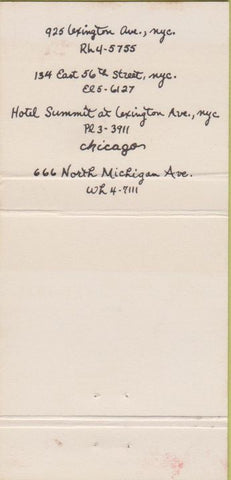 925 Lexington Ave., nyc.
Rh4-5755
134 East 56th Street, nyc.
El5-6127
Hotel Summit at Lexington Ave., nyc
Pl3-3911
Chicago
666 North Michigan Ave.
Wh4-7111